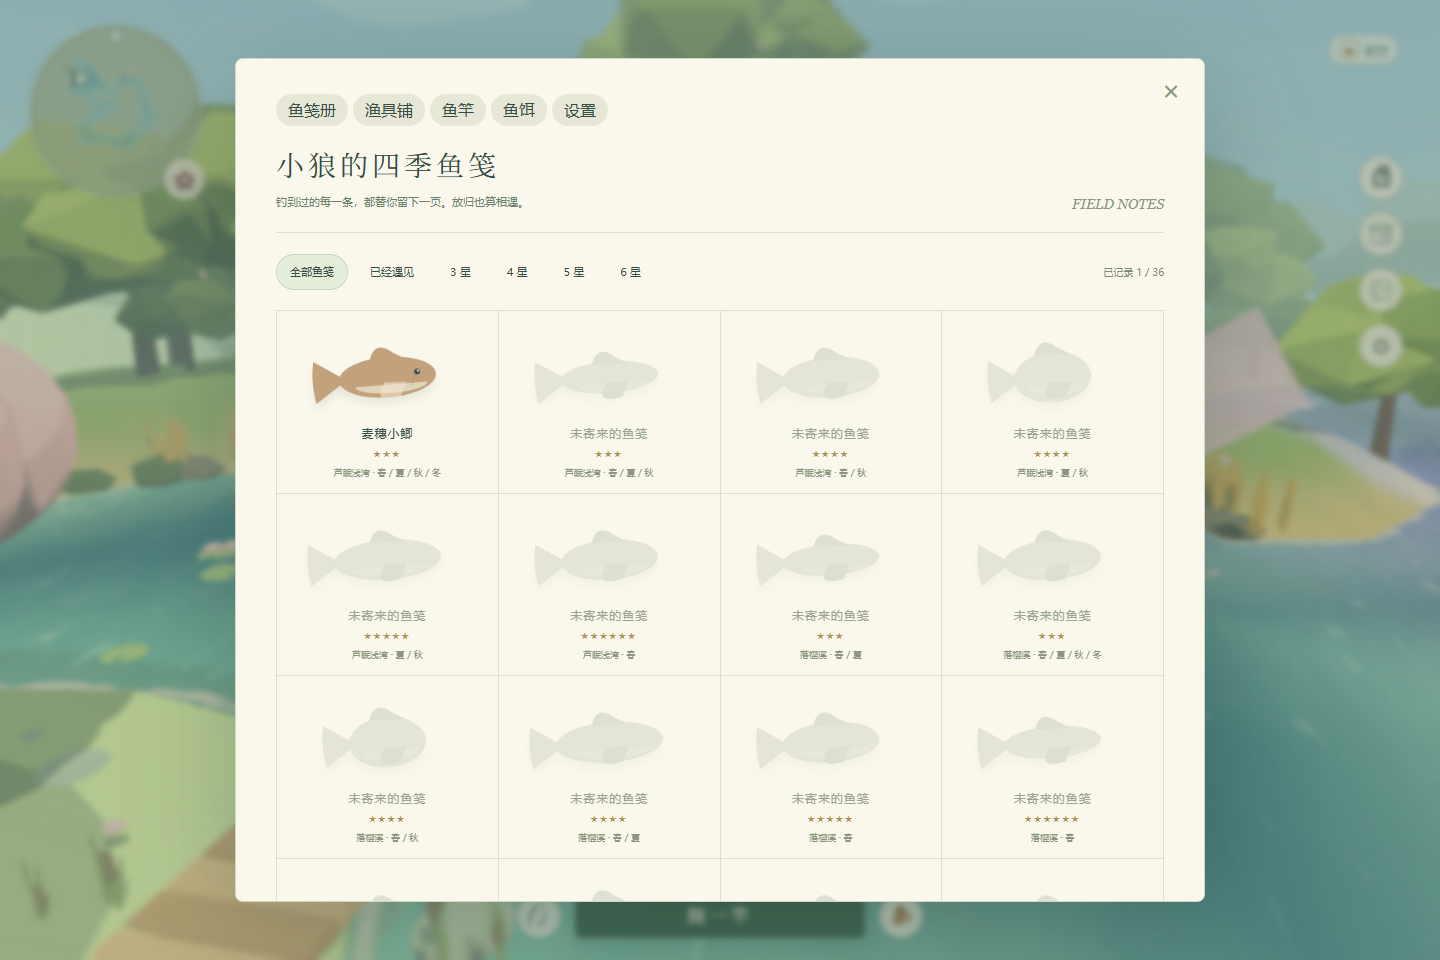 鱼笺册 渔具铺 鱼竿 鱼饵 设置
×
小狼的四季鱼笺
钓到过的每一条，都替你留下一页。放归也算相遇。
FIELD NOTES
全部鱼笺 已经遇见 3 星 4 星 5 星 6 星
已记录 1 / 36
麦穗小鲫 未寄来的鱼笺 未寄来的鱼笺 未寄来的鱼笺
★★★ ★★★ ★★★★ ★★★★
芦眠浅湾 · 春 / 夏 / 秋 / 冬 芦眠浅湾 · 春 / 夏 / 秋 芦眠浅湾 · 春 / 夏 / 秋 芦眠浅湾 · 夏 / 秋
未寄来的鱼笺 未寄来的鱼笺 未寄来的鱼笺 未寄来的鱼笺
★★★★★ ★★★★★★ ★★★ ★★★
芦眠浅湾 · 夏 / 秋 芦眠浅湾 · 春 落樱溪 · 春 / 夏 落樱溪 · 春 / 夏 / 秋 / 冬
未寄来的鱼笺 未寄来的鱼笺 未寄来的鱼笺 未寄来的鱼笺
★★★★ ★★★★ ★★★★★ ★★★★★★
落樱溪 · 春 / 秋 落樱溪 · 春 / 夏 落樱溪 · 春 落樱溪 · 春